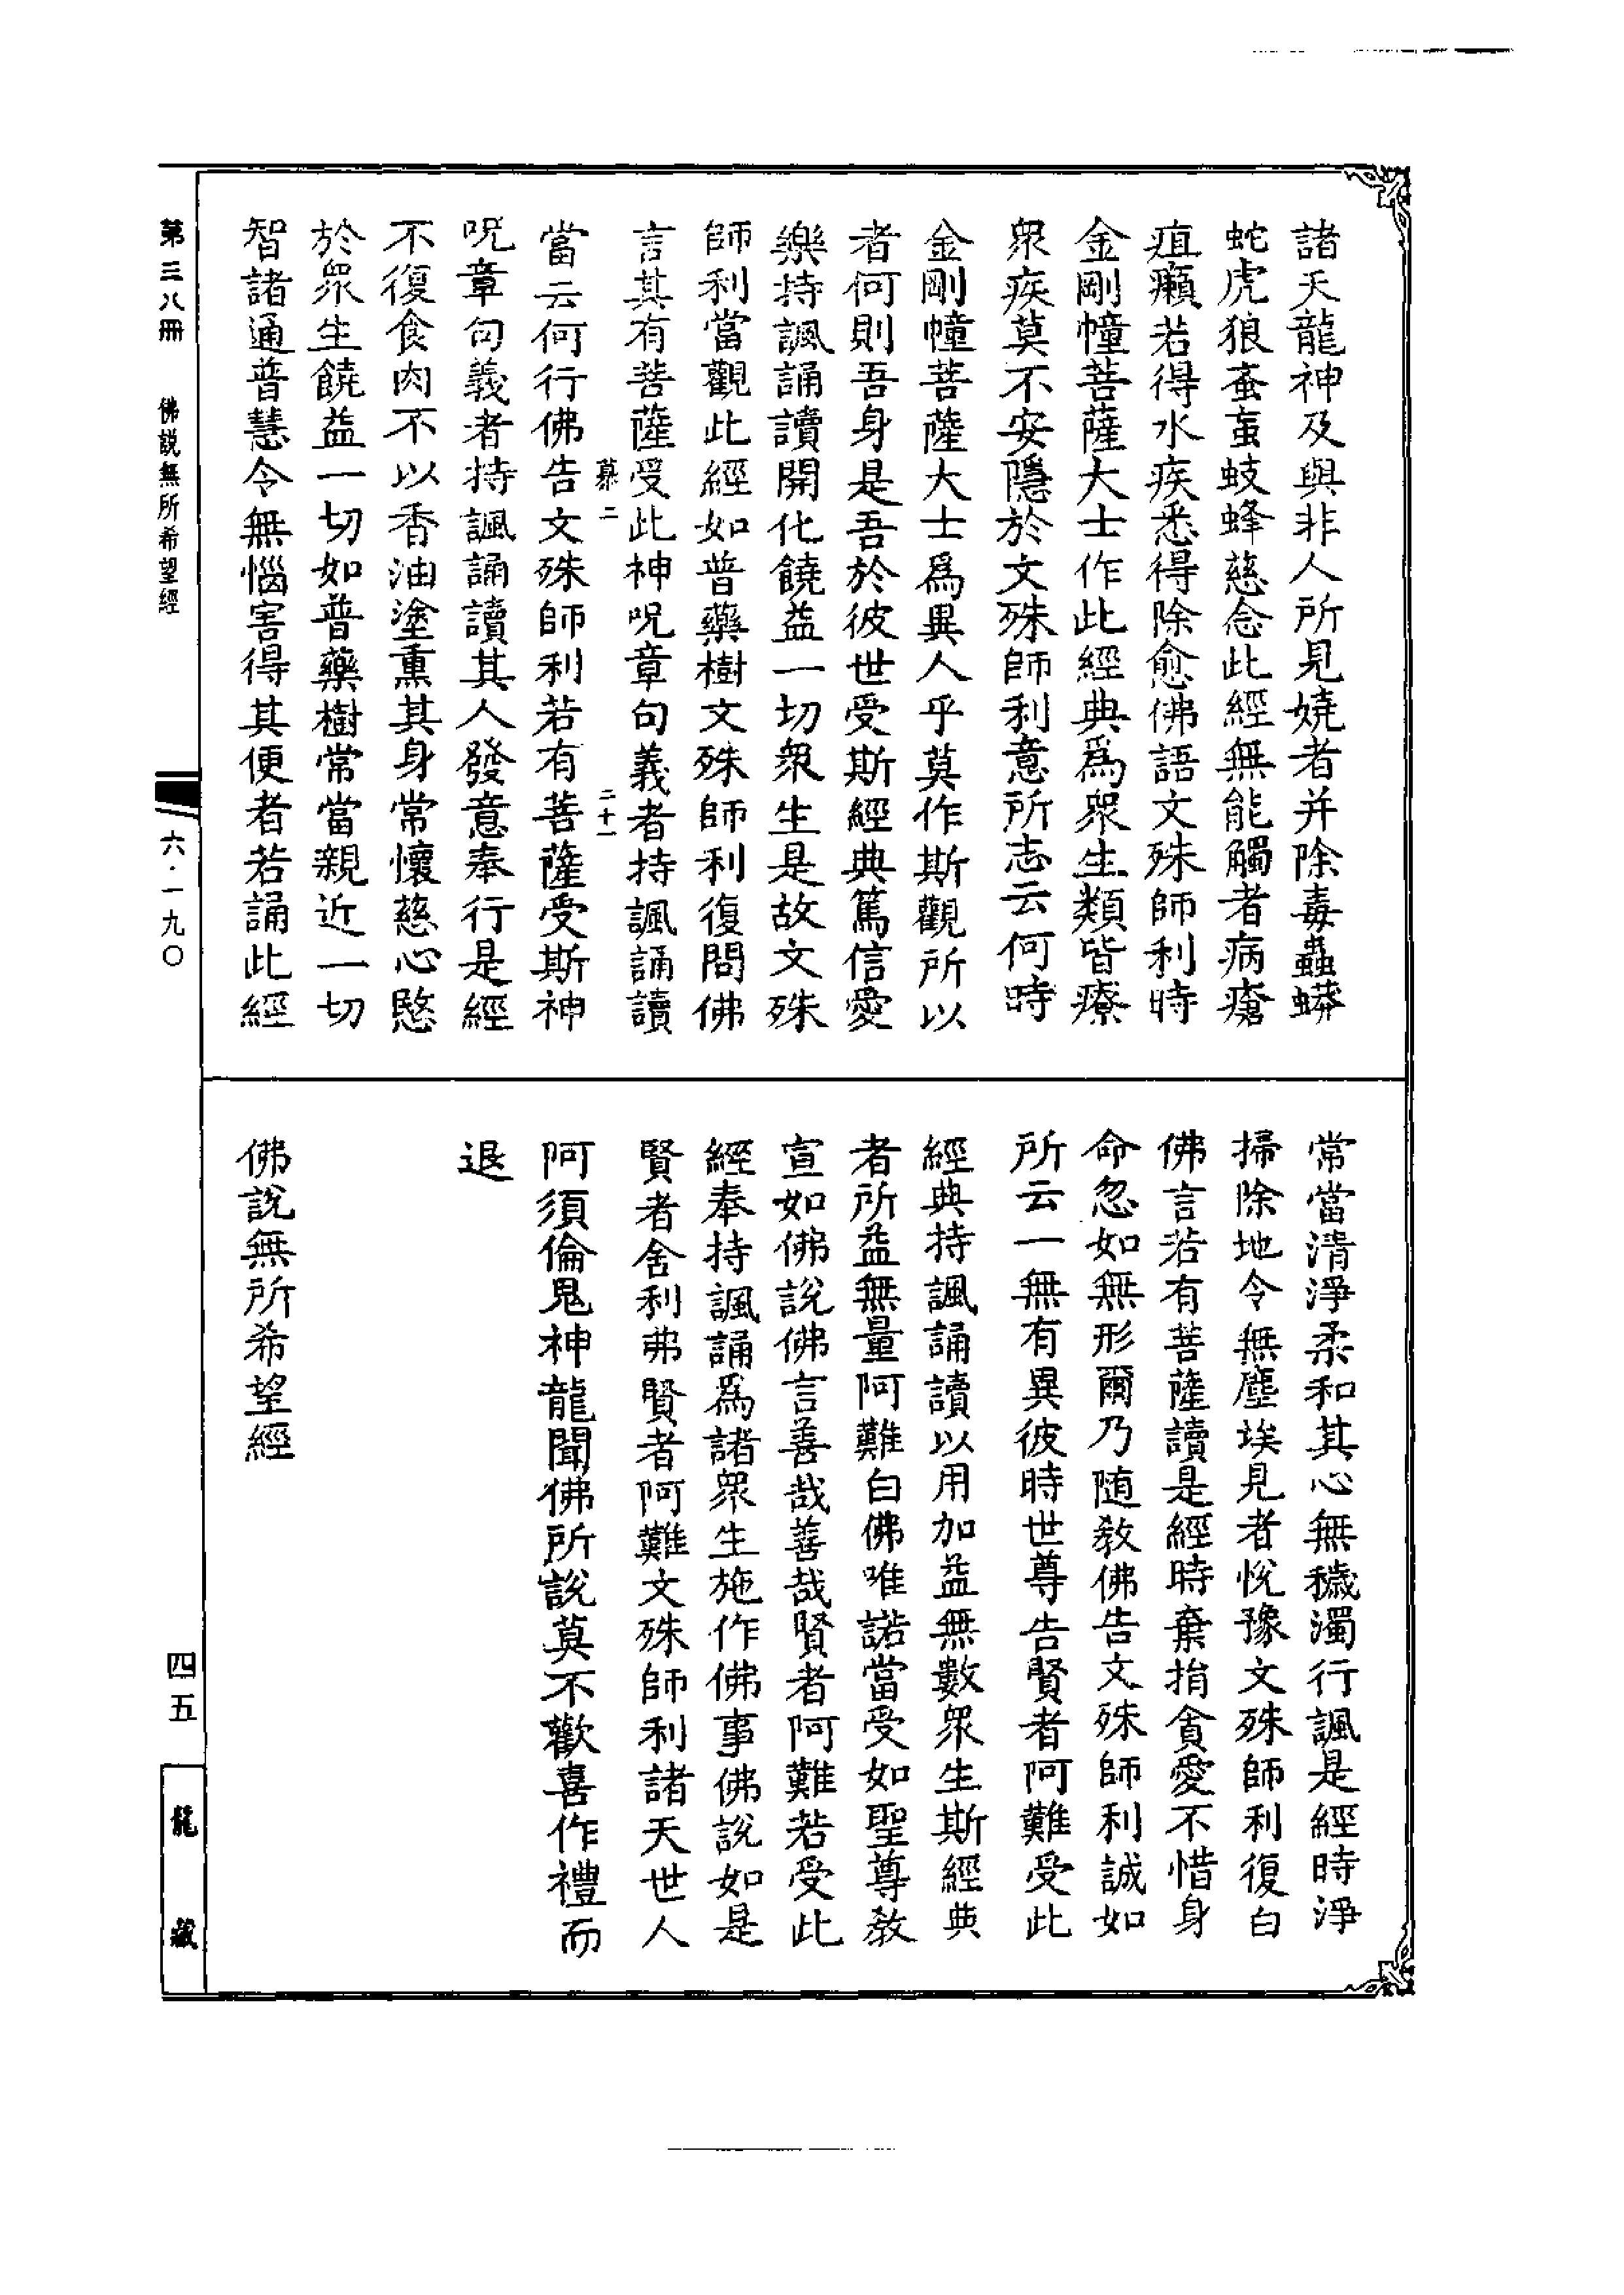 諸天龍神及與非人所見嬈者并除毒蟲蟒
蛇虎狼蚤䖟蚑蜂慈念此經無能觸者病瘡
疽癩若得水疾悉得除愈佛語文殊師利時
金剛幢菩薩大士作此經典爲衆生類皆療
衆疾莫不安隱於文殊師利意所志云何時
金剛幢菩薩大士爲異人乎莫作斯觀所以
者何則吾身是吾於彼世受斯經典篤信愛
樂持諷誦讀開化饒益一切衆生是故文殊
師利當觀此經如普藥樹文殊師利復問佛
言其有菩薩受此神呪章句義者持諷誦讀
慕二 二十一
當云何行佛告文殊師利若有菩薩受斯神
呪章句義者持諷誦讀其人發意奉行是經
不復食肉不以香油塗熏其身常懷慈心愍
於衆生饒益一切如普藥樹常當親近一切
智諸通普慧令無惱害得其便者若誦此經
常當清淨柔和其心無穢濁行諷是經時淨
掃除地令無塵埃見者悅豫文殊師利復白
佛言若有菩薩讀是經時棄捐貪愛不惜身
命忽如無形爾乃随教佛告文殊師利誠如
所云一無有異彼時世尊告賢者阿難受此
經典持諷誦讀以用加益無數衆生斯經典
者所益無量阿難白佛唯諾當受如聖尊教
宣如佛說佛言善哉善哉賢者阿難若受此
經奉持諷誦爲諸衆生施作佛事佛說如是
賢者舍利弗賢者阿難文殊師利諸天世人
阿須倫鬼神龍聞佛所說莫不歡喜作禮而
退
佛說無所希望經
第三八冊 佛説無所希望經
六·一九〇
四五
龍藏